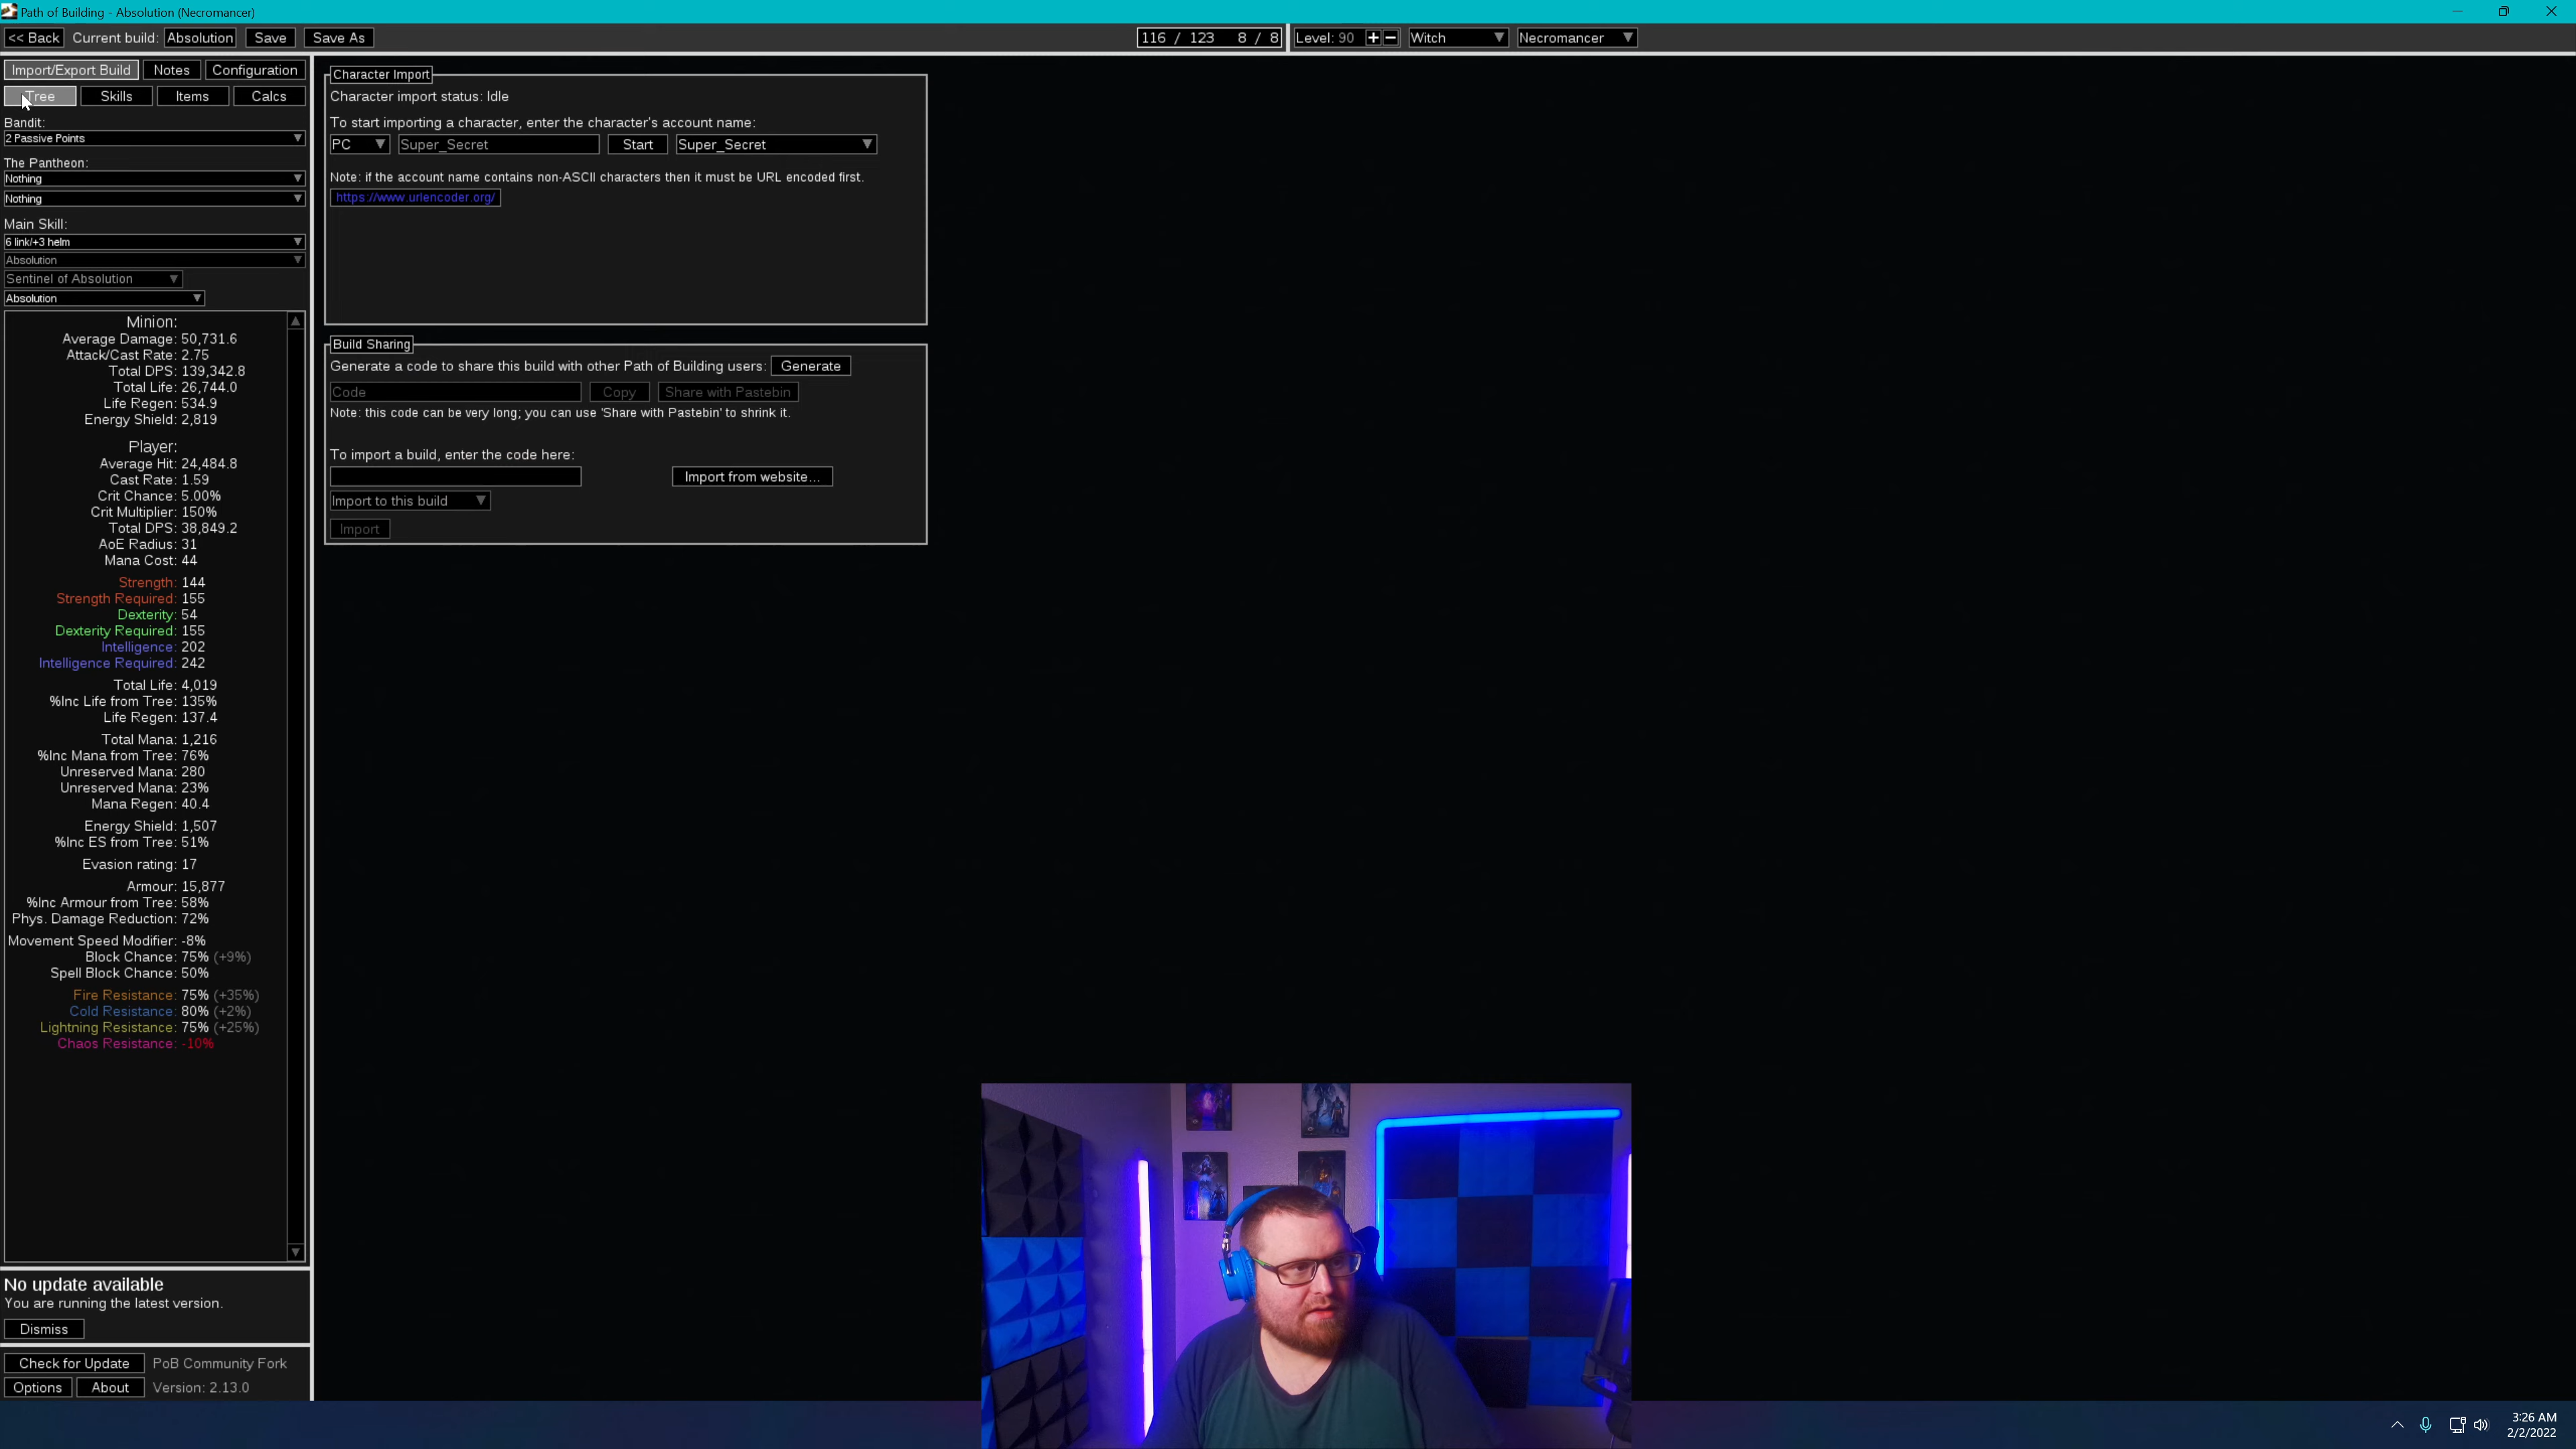 Path of Building - Absolution (Necromancer)
<< Back Current build: Absolution Save Save As 116 / 123 8 / 8 Level: 90 + - Witch Necromancer
Import/Export Build Notes Configuration
Tree Skills Items Calcs
Bandit:
2 Passive Points
The Pantheon:
Nothing
Nothing
Main Skill:
6 link/+3 helm
Absolution
Sentinel of Absolution
Absolution
Minion:
Average Damage: 50,731.6
Attack/Cast Rate: 2.75
Total DPS: 139,342.8
Total Life: 26,744.0
Life Regen: 534.9
Energy Shield: 2,819
Player:
Average Hit: 24,484.8
Cast Rate: 1.59
Crit Chance: 5.00%
Crit Multiplier: 150%
Total DPS: 38,849.2
AoE Radius: 31
Mana Cost: 44
Strength: 144
Strength Required: 155
Dexterity: 54
Dexterity Required: 155
Intelligence: 202
Intelligence Required: 242
Total Life: 4,019
%Inc Life from Tree: 135%
Life Regen: 137.4
Total Mana: 1,216
%Inc Mana from Tree: 76%
Unreserved Mana: 280
Unreserved Mana: 23%
Mana Regen: 40.4
Energy Shield: 1,507
%Inc ES from Tree: 51%
Evasion rating: 17
Armour: 15,877
%Inc Armour from Tree: 58%
Phys. Damage Reduction: 72%
Movement Speed Modifier: -8%
Block Chance: 75% (+9%)
Spell Block Chance: 50%
Fire Resistance: 75% (+35%)
Cold Resistance: 80% (+2%)
Lightning Resistance: 75% (+25%)
Chaos Resistance: -10%
No update available
You are running the latest version.
Dismiss
Check for Update PoB Community Fork
Options About Version: 2.13.0
Character Import
Character import status: Idle
To start importing a character, enter the character's account name:
PC Super_Secret Start Super_Secret
Note: if the account name contains non-ASCII characters then it must be URL encoded first.
https://www.urlencoder.org/
Build Sharing
Generate a code to share this build with other Path of Building users: Generate
Code Copy Share with Pastebin
Note: this code can be very long; you can use 'Share with Pastebin' to shrink it.
To import a build, enter the code here:
Import from website...
Import to this build
Import
3:26 AM
2/2/2022